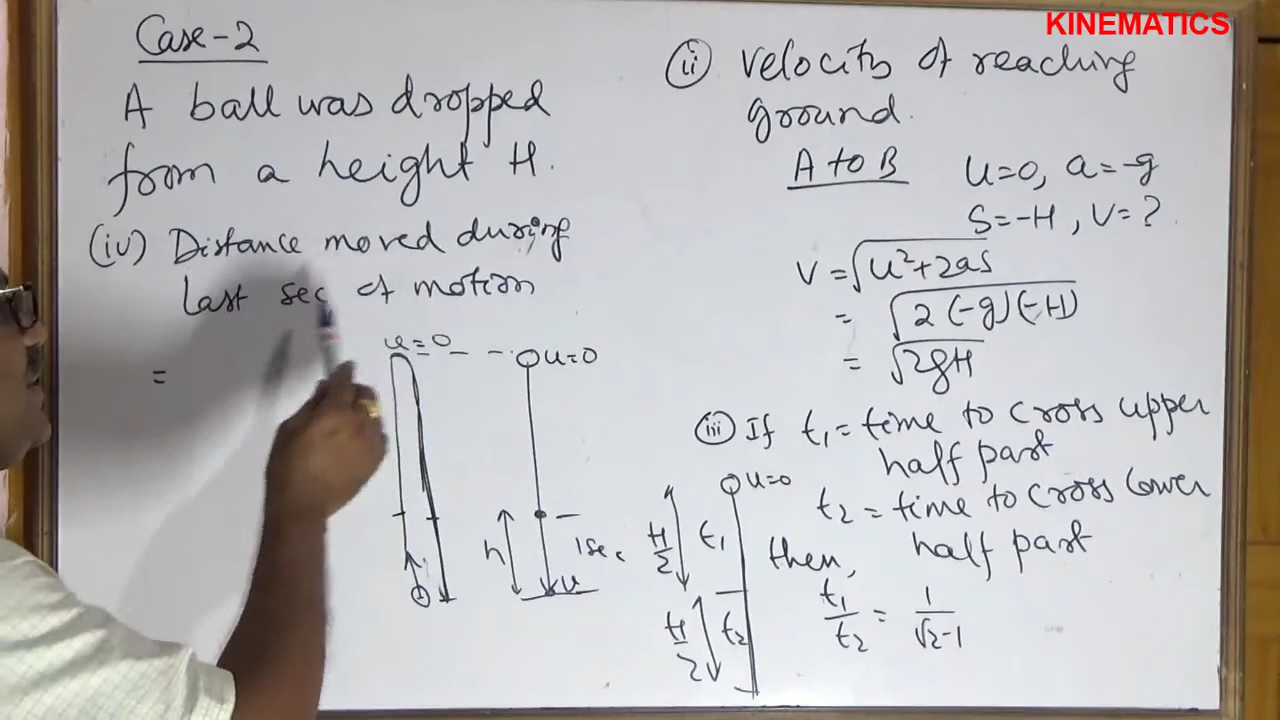 KINEMATICS
Case-2
A ball was dropped
from a height H.
(iv) Distance moved during
last sec of motion
=
u=0
u=0
h
1sec
v
(ii) velocity of reaching
ground.
A to B
u=0, a=-g
S=-H, v=?
v = √u²+2as
= √2(-g)(-H)
= √2gH
(iii) If t₁ = time to cross upper
half part
t₂ = time to cross lower
half part
u=0
H/2
t₁
H/2
t₂
then,
t₁/t₂ = 1/√2-1